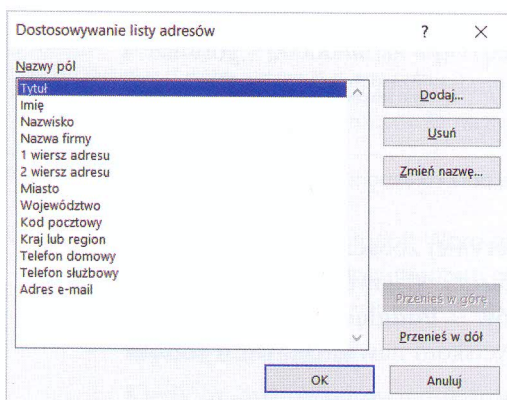 Dostosowywanie listy adresów ? ×
Nazwy pól
Tytuł
Imię
Nazwisko
Nazwa firmy
1 wiersz adresu
2 wiersz adresu
Miasto
Województwo
Kod pocztowy
Kraj lub region
Telefon domowy
Telefon służbowy
Adres e-mail
Dodaj...
Usuń
Zmień nazwę...
Przenieś w górę
Przenieś w dół
OK
Anuluj